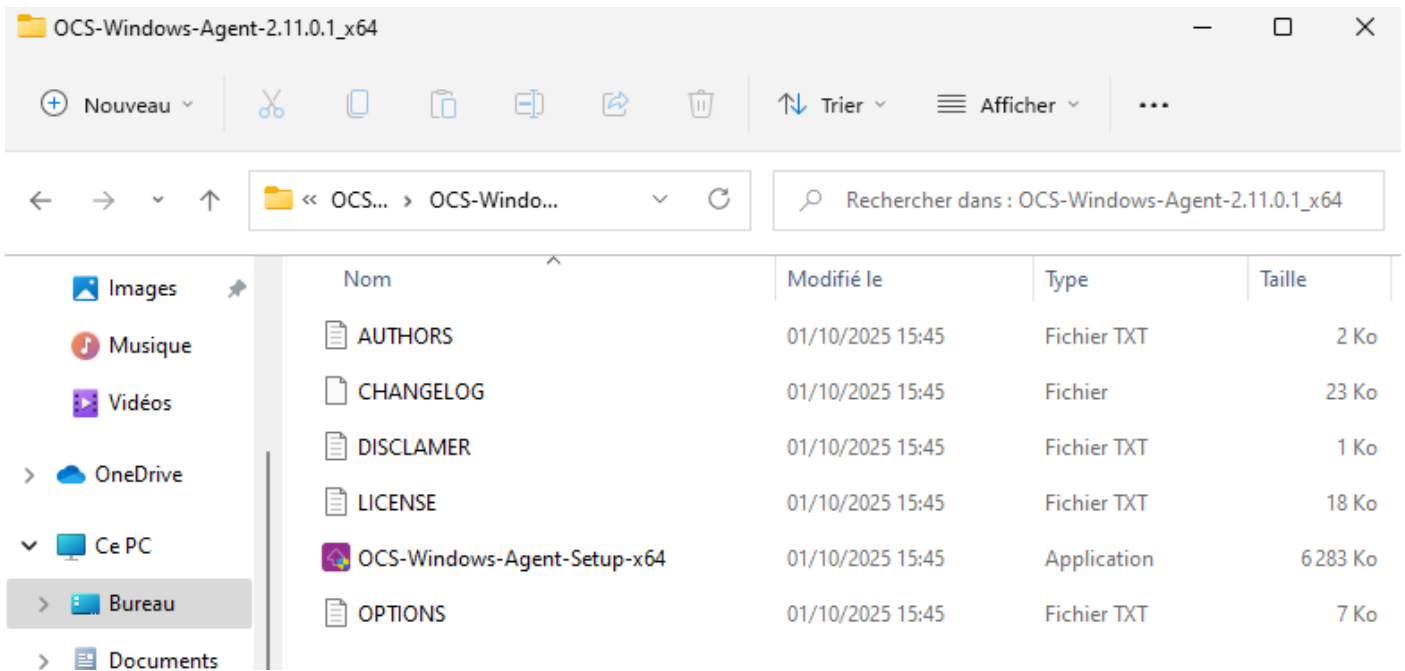 OCS-Windows-Agent-2.11.0.1_x64
Nouveau Trier Afficher
« OCS... > OCS-Windo... Rechercher dans : OCS-Windows-Agent-2.11.0.1_x64
Images
Musique
Vidéos
OneDrive
Ce PC
Bureau
Documents
Nom Modifié le Type Taille
AUTHORS 01/10/2025 15:45 Fichier TXT 2 Ko
CHANGELOG 01/10/2025 15:45 Fichier 23 Ko
DISCLAMER 01/10/2025 15:45 Fichier TXT 1 Ko
LICENSE 01/10/2025 15:45 Fichier TXT 18 Ko
OCS-Windows-Agent-Setup-x64 01/10/2025 15:45 Application 6 283 Ko
OPTIONS 01/10/2025 15:45 Fichier TXT 7 Ko